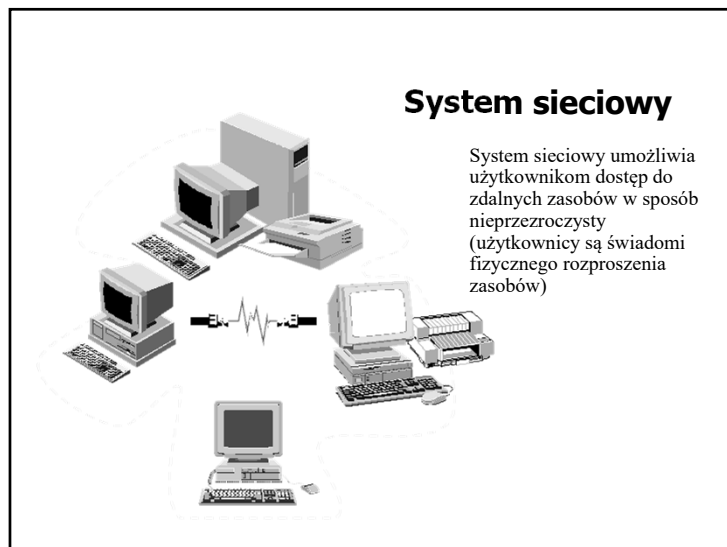 System sieciowy
System sieciowy umożliwia
użytkownikom dostęp do
zdalnych zasobów w sposób
nieprzezroczysty
(użytkownicy są świadomi
fizycznego rozproszenia
zasobów)